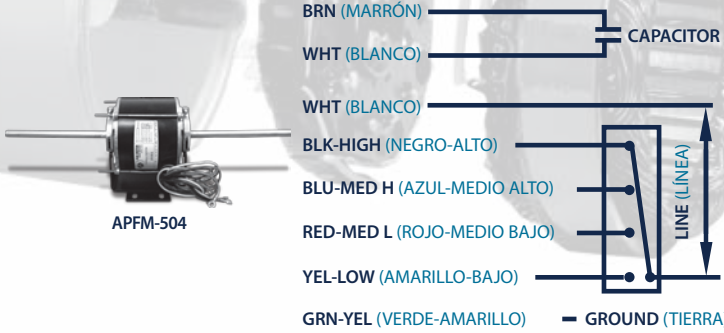 BRN (MARRÓN)
CAPACITOR
WHT (BLANCO)
WHT (BLANCO)
BLK-HIGH (NEGRO-ALTO)
BLU-MED H (AZUL-MEDIO ALTO)
RED-MED L (ROJO-MEDIO BAJO)
LINE (LÍNEA)
YEL-LOW (AMARILLO-BAJO)
GRN-YEL (VERDE-AMARILLO)
GROUND (TIERRA
APFM-504